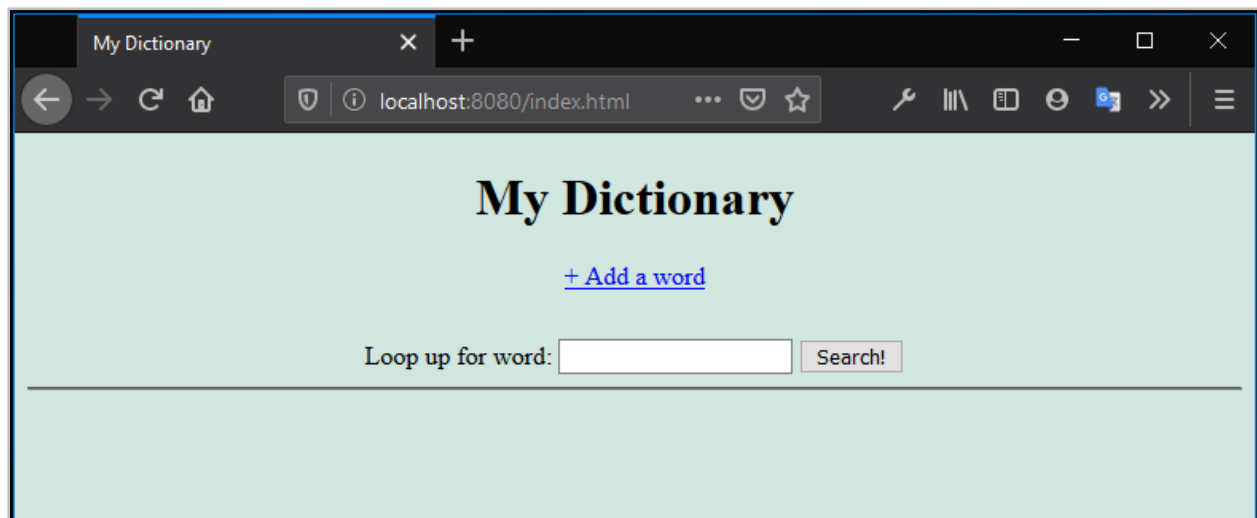 My Dictionary
localhost:8080/index.html
My Dictionary
+ Add a word
Loop up for word: Search!